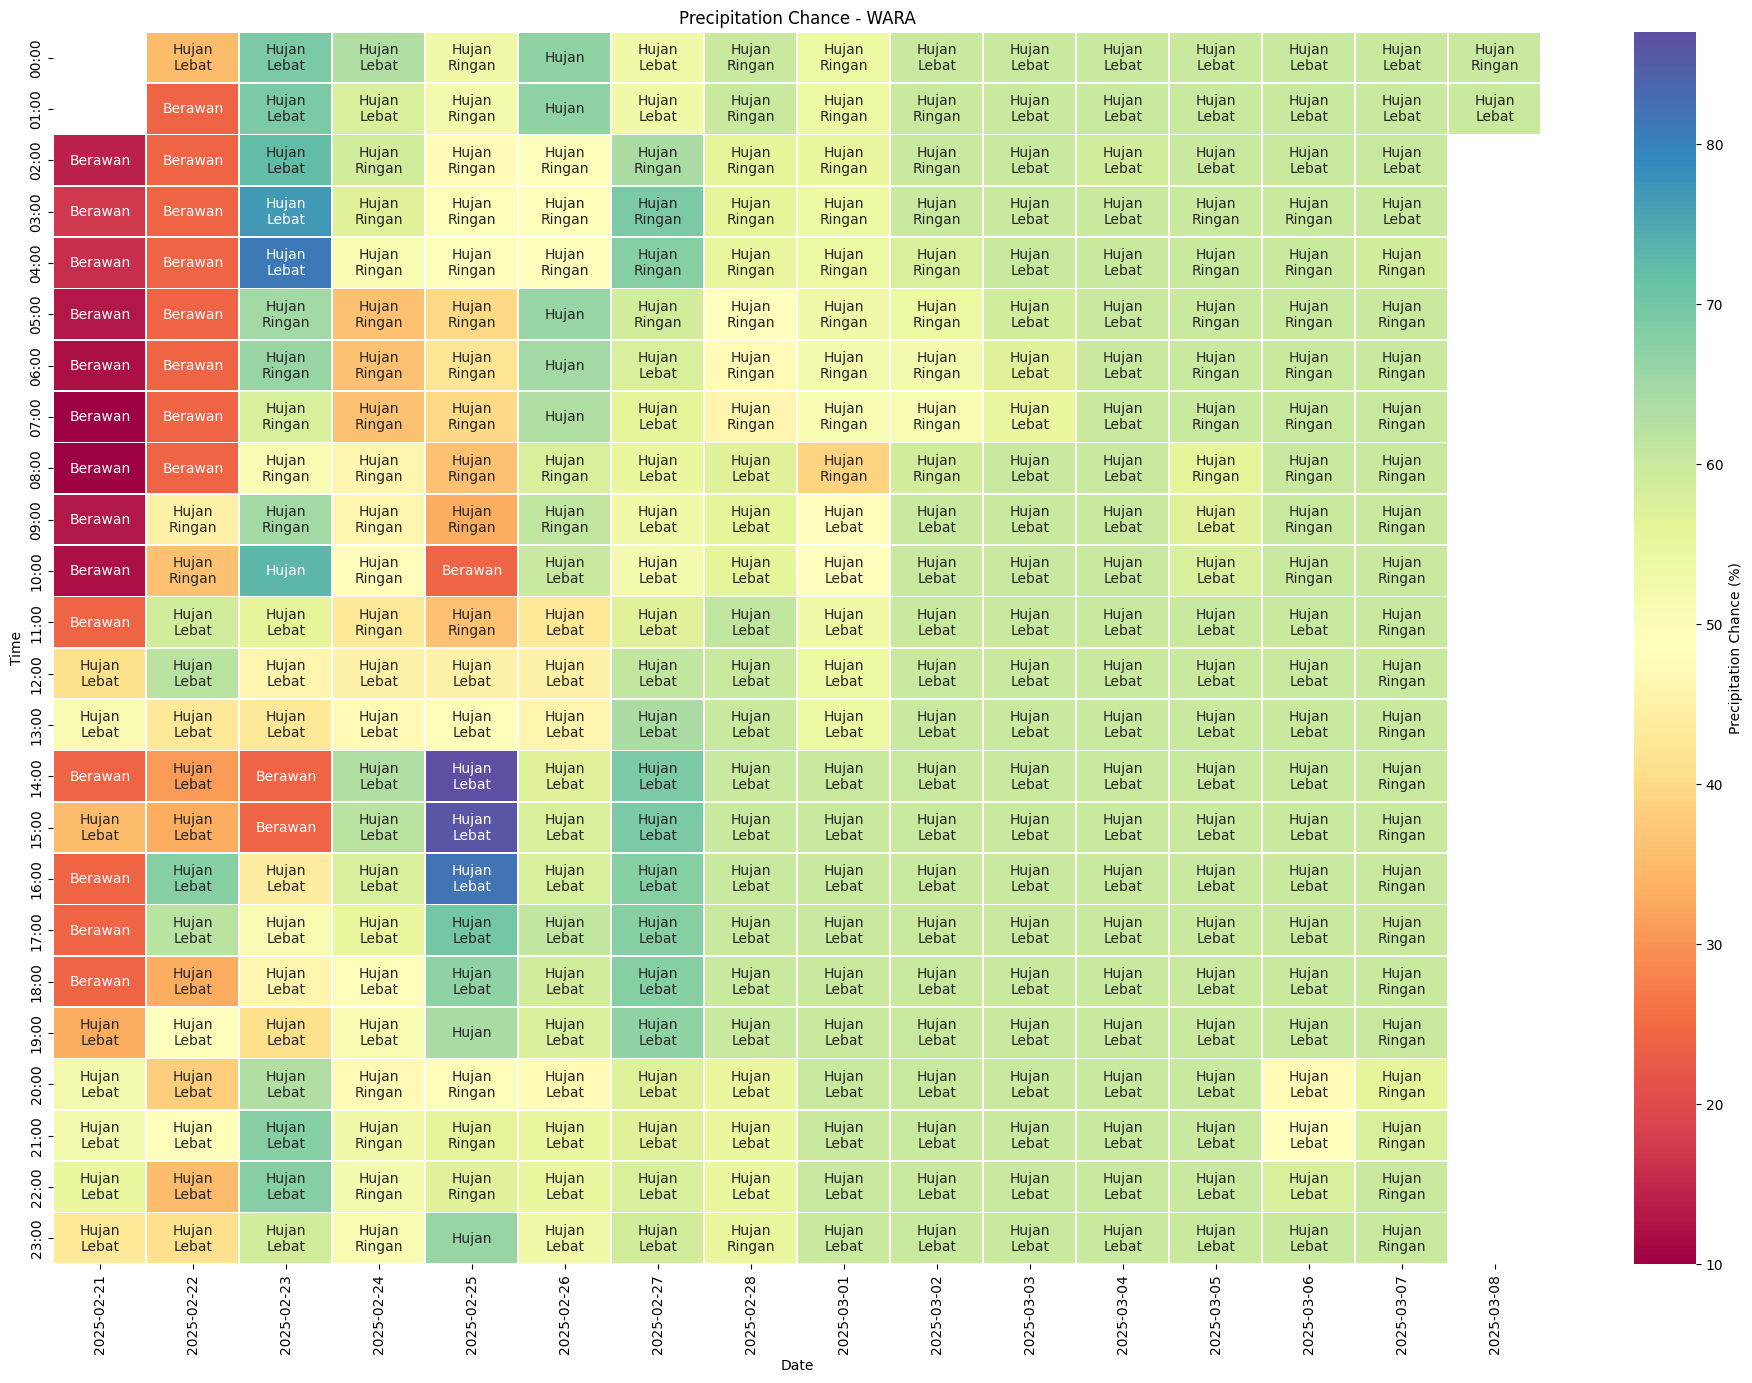 Precipitation Chance - WARA
00:00 Hujan Lebat Hujan Lebat Hujan Lebat Hujan Ringan Hujan Hujan Lebat Hujan Ringan Hujan Ringan Hujan Lebat Hujan Lebat Hujan Lebat Hujan Lebat Hujan Lebat Hujan Lebat Hujan Ringan
01:00 Berawan Hujan Lebat Hujan Lebat Hujan Ringan Hujan Hujan Lebat Hujan Ringan Hujan Ringan Hujan Ringan Hujan Lebat Hujan Lebat Hujan Lebat Hujan Lebat Hujan Lebat Hujan Lebat
02:00 Berawan Berawan Hujan Lebat Hujan Ringan Hujan Ringan Hujan Ringan Hujan Ringan Hujan Ringan Hujan Ringan Hujan Ringan Hujan Lebat Hujan Lebat Hujan Lebat Hujan Lebat Hujan Lebat
03:00 Berawan Berawan Hujan Lebat Hujan Ringan Hujan Ringan Hujan Ringan Hujan Ringan Hujan Ringan Hujan Ringan Hujan Ringan Hujan Lebat Hujan Lebat Hujan Ringan Hujan Ringan Hujan Lebat
04:00 Berawan Berawan Hujan Lebat Hujan Ringan Hujan Ringan Hujan Ringan Hujan Ringan Hujan Ringan Hujan Ringan Hujan Ringan Hujan Lebat Hujan Lebat Hujan Ringan Hujan Ringan Hujan Ringan
05:00 Berawan Berawan Hujan Ringan Hujan Ringan Hujan Ringan Hujan Hujan Ringan Hujan Ringan Hujan Ringan Hujan Ringan Hujan Lebat Hujan Lebat Hujan Ringan Hujan Ringan Hujan Ringan
06:00 Berawan Berawan Hujan Ringan Hujan Ringan Hujan Ringan Hujan Hujan Lebat Hujan Ringan Hujan Ringan Hujan Ringan Hujan Lebat Hujan Lebat Hujan Ringan Hujan Ringan Hujan Ringan
07:00 Berawan Berawan Hujan Ringan Hujan Ringan Hujan Ringan Hujan Hujan Lebat Hujan Ringan Hujan Ringan Hujan Ringan Hujan Lebat Hujan Lebat Hujan Ringan Hujan Ringan Hujan Ringan
08:00 Berawan Berawan Hujan Ringan Hujan Ringan Hujan Ringan Hujan Ringan Hujan Lebat Hujan Lebat Hujan Ringan Hujan Ringan Hujan Lebat Hujan Lebat Hujan Ringan Hujan Ringan Hujan Ringan
09:00 Berawan Hujan Ringan Hujan Ringan Hujan Ringan Hujan Ringan Hujan Ringan Hujan Lebat Hujan Lebat Hujan Lebat Hujan Lebat Hujan Lebat Hujan Lebat Hujan Lebat Hujan Ringan Hujan Ringan
10:00 Berawan Hujan Ringan Hujan Hujan Ringan Berawan Hujan Lebat Hujan Lebat Hujan Lebat Hujan Lebat Hujan Lebat Hujan Lebat Hujan Lebat Hujan Lebat Hujan Ringan Hujan Ringan
11:00 Berawan Hujan Lebat Hujan Lebat Hujan Ringan Hujan Ringan Hujan Lebat Hujan Lebat Hujan Lebat Hujan Lebat Hujan Lebat Hujan Lebat Hujan Lebat Hujan Lebat Hujan Lebat Hujan Ringan
12:00 Hujan Lebat Hujan Lebat Hujan Lebat Hujan Lebat Hujan Lebat Hujan Lebat Hujan Lebat Hujan Lebat Hujan Lebat Hujan Lebat Hujan Lebat Hujan Lebat Hujan Lebat Hujan Lebat Hujan Ringan
13:00 Hujan Lebat Hujan Lebat Hujan Lebat Hujan Lebat Hujan Lebat Hujan Lebat Hujan Lebat Hujan Lebat Hujan Lebat Hujan Lebat Hujan Lebat Hujan Lebat Hujan Lebat Hujan Lebat Hujan Ringan
14:00 Berawan Hujan Lebat Berawan Hujan Lebat Hujan Lebat Hujan Lebat Hujan Lebat Hujan Lebat Hujan Lebat Hujan Lebat Hujan Lebat Hujan Lebat Hujan Lebat Hujan Lebat Hujan Ringan
15:00 Hujan Lebat Hujan Lebat Berawan Hujan Lebat Hujan Lebat Hujan Lebat Hujan Lebat Hujan Lebat Hujan Lebat Hujan Lebat Hujan Lebat Hujan Lebat Hujan Lebat Hujan Lebat Hujan Ringan
16:00 Berawan Hujan Lebat Hujan Lebat Hujan Lebat Hujan Lebat Hujan Lebat Hujan Lebat Hujan Lebat Hujan Lebat Hujan Lebat Hujan Lebat Hujan Lebat Hujan Lebat Hujan Lebat Hujan Ringan
17:00 Berawan Hujan Lebat Hujan Lebat Hujan Lebat Hujan Lebat Hujan Lebat Hujan Lebat Hujan Lebat Hujan Lebat Hujan Lebat Hujan Lebat Hujan Lebat Hujan Lebat Hujan Lebat Hujan Ringan
18:00 Berawan Hujan Lebat Hujan Lebat Hujan Lebat Hujan Lebat Hujan Lebat Hujan Lebat Hujan Lebat Hujan Lebat Hujan Lebat Hujan Lebat Hujan Lebat Hujan Lebat Hujan Lebat Hujan Ringan
19:00 Hujan Lebat Hujan Lebat Hujan Lebat Hujan Lebat Hujan Hujan Lebat Hujan Lebat Hujan Lebat Hujan Lebat Hujan Lebat Hujan Lebat Hujan Lebat Hujan Lebat Hujan Lebat Hujan Ringan
20:00 Hujan Lebat Hujan Lebat Hujan Lebat Hujan Ringan Hujan Ringan Hujan Lebat Hujan Lebat Hujan Lebat Hujan Lebat Hujan Lebat Hujan Lebat Hujan Lebat Hujan Lebat Hujan Lebat Hujan Ringan
21:00 Hujan Lebat Hujan Lebat Hujan Lebat Hujan Ringan Hujan Ringan Hujan Lebat Hujan Lebat Hujan Lebat Hujan Lebat Hujan Lebat Hujan Lebat Hujan Lebat Hujan Lebat Hujan Lebat Hujan Ringan
22:00 Hujan Lebat Hujan Lebat Hujan Lebat Hujan Ringan Hujan Ringan Hujan Lebat Hujan Lebat Hujan Lebat Hujan Lebat Hujan Lebat Hujan Lebat Hujan Lebat Hujan Lebat Hujan Lebat Hujan Ringan
23:00 Hujan Lebat Hujan Lebat Hujan Lebat Hujan Ringan Hujan Hujan Lebat Hujan Lebat Hujan Ringan Hujan Lebat Hujan Lebat Hujan Lebat Hujan Lebat Hujan Lebat Hujan Lebat Hujan Ringan
Time
2025-02-21 2025-02-22 2025-02-23 2025-02-24 2025-02-25 2025-02-26 2025-02-27 2025-02-28 2025-03-01 2025-03-02 2025-03-03 2025-03-04 2025-03-05 2025-03-06 2025-03-07 2025-03-08
Date
80
70
60
50
40
30
20
10
Precipitation Chance (%)